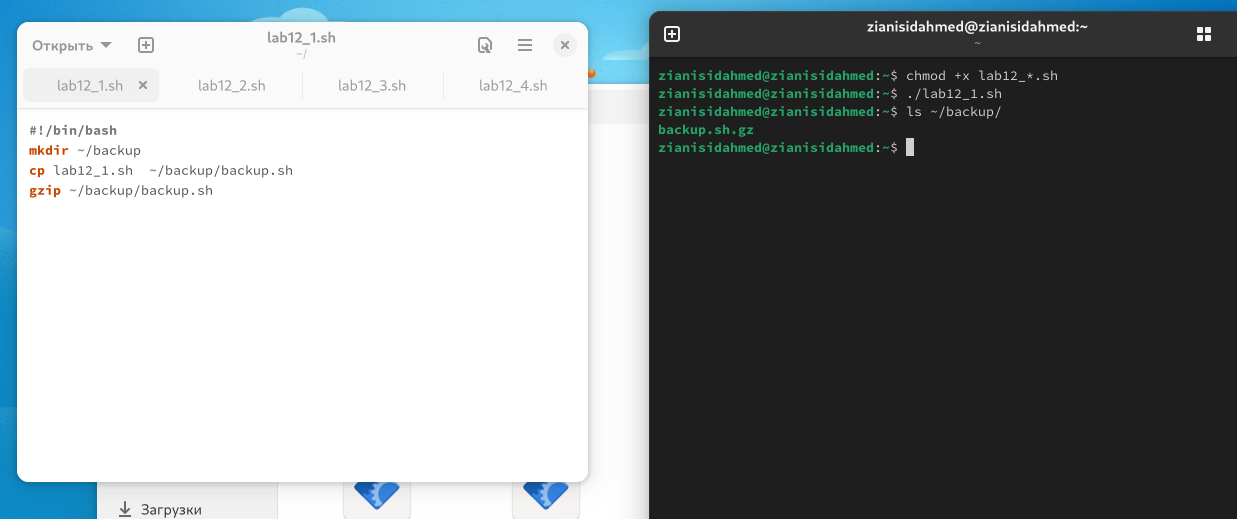 Открыть
lab12_1.sh
~/
lab12_1.sh
lab12_2.sh
lab12_3.sh
lab12_4.sh
#!/bin/bash
mkdir ~/backup
cp lab12_1.sh  ~/backup/backup.sh
gzip ~/backup/backup.sh
Загрузки
zianisidahmed@zianisidahmed:~
~
zianisidahmed@zianisidahmed:~$ chmod +x lab12_*.sh
zianisidahmed@zianisidahmed:~$ ./lab12_1.sh
zianisidahmed@zianisidahmed:~$ ls ~/backup/
backup.sh.gz
zianisidahmed@zianisidahmed:~$